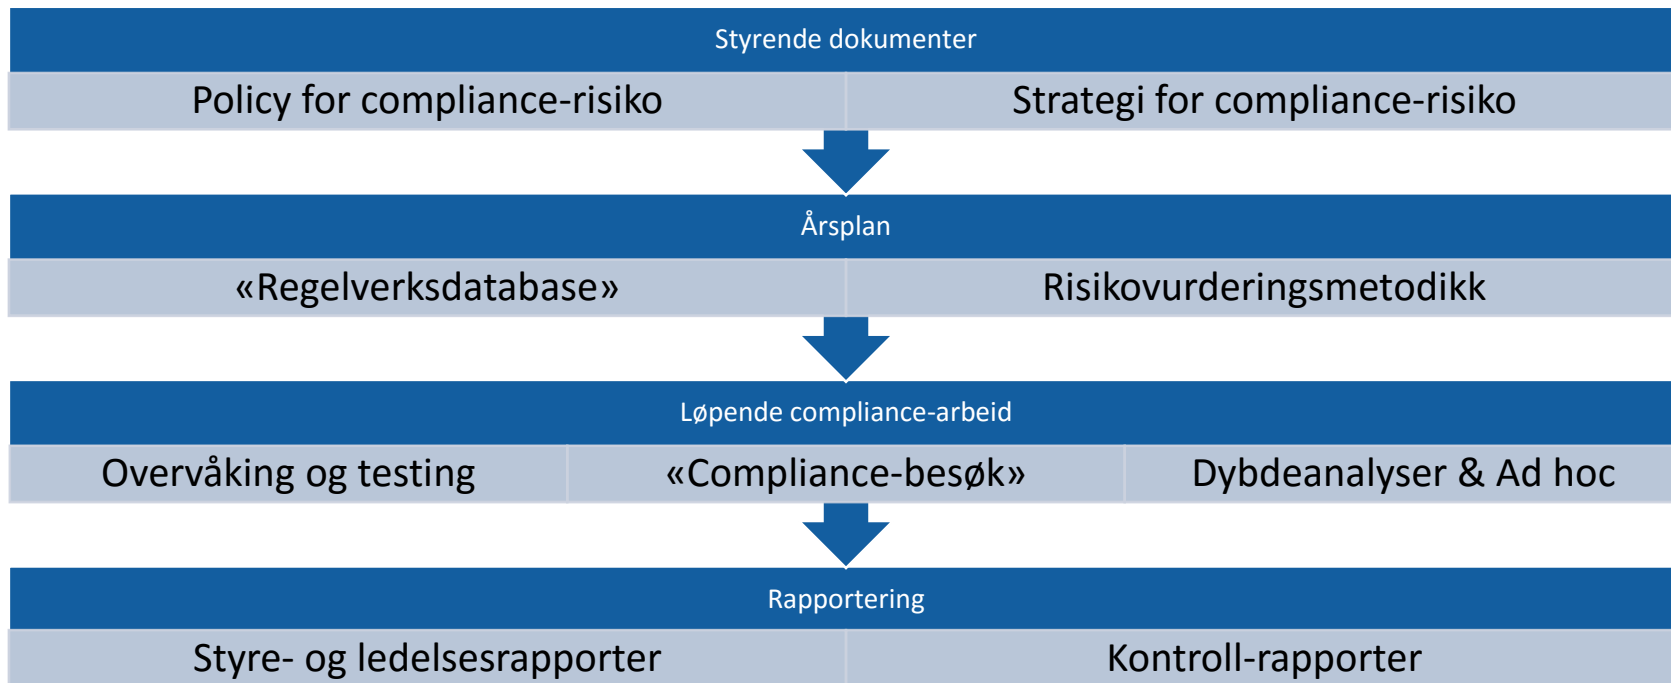 Styrende dokumenter
Policy for compliance-risiko
Strategi for compliance-risiko
Årsplan
«Regelverksdatabase»
Risikovurderingsmetodikk
Løpende compliance-arbeid
Overvåking og testing
«Compliance-besøk»
Dybdeanalyser & Ad hoc
Rapportering
Styre- og ledelsesrapporter
Kontroll-rapporter